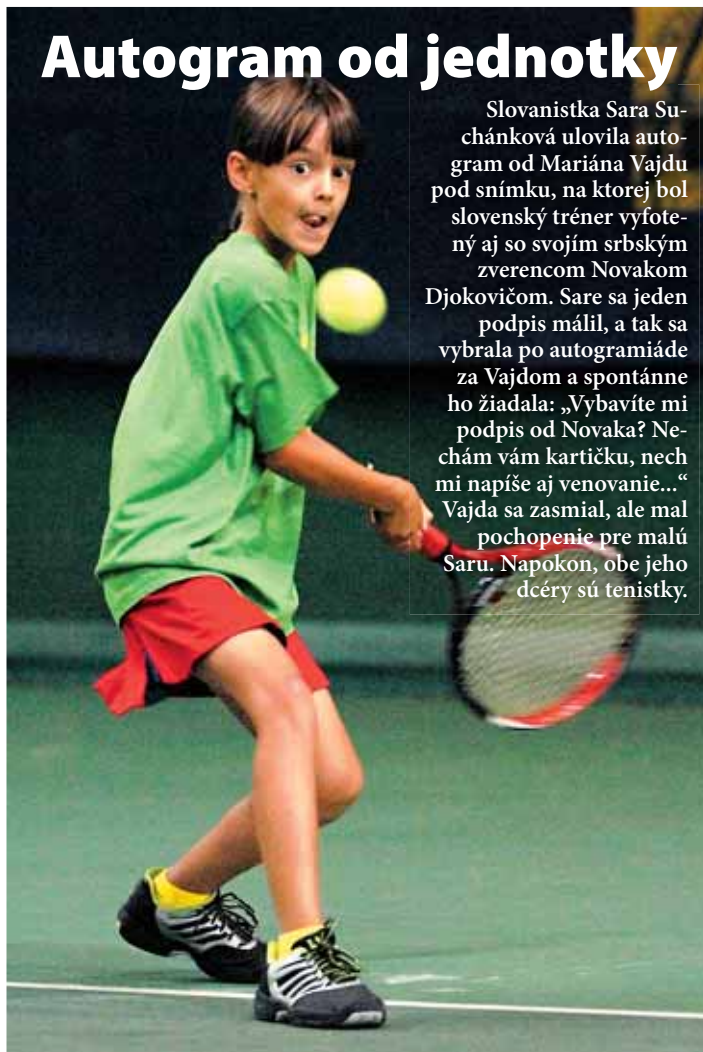 Autogram od jednotky
Slovanistka Sara Su-
chánková ulovila auto-
gram od Mariána Vajdu
pod snímku, na ktorej bol
slovenský tréner vyfote-
ný aj so svojím srbským
zverencom Novakom
Djokovičom. Sare sa jeden
podpis málil, a tak sa
vybrala po autogramiáde
za Vajdom a spontánne
ho žiadala: „Vybavíte mi
podpis od Novaka? Ne-
chám vám kartičku, nech
mi napíše aj venovanie...“
Vajda sa zasmial, ale mal
pochopenie pre malú
Saru. Napokon, obe jeho
dcéry sú tenistky.